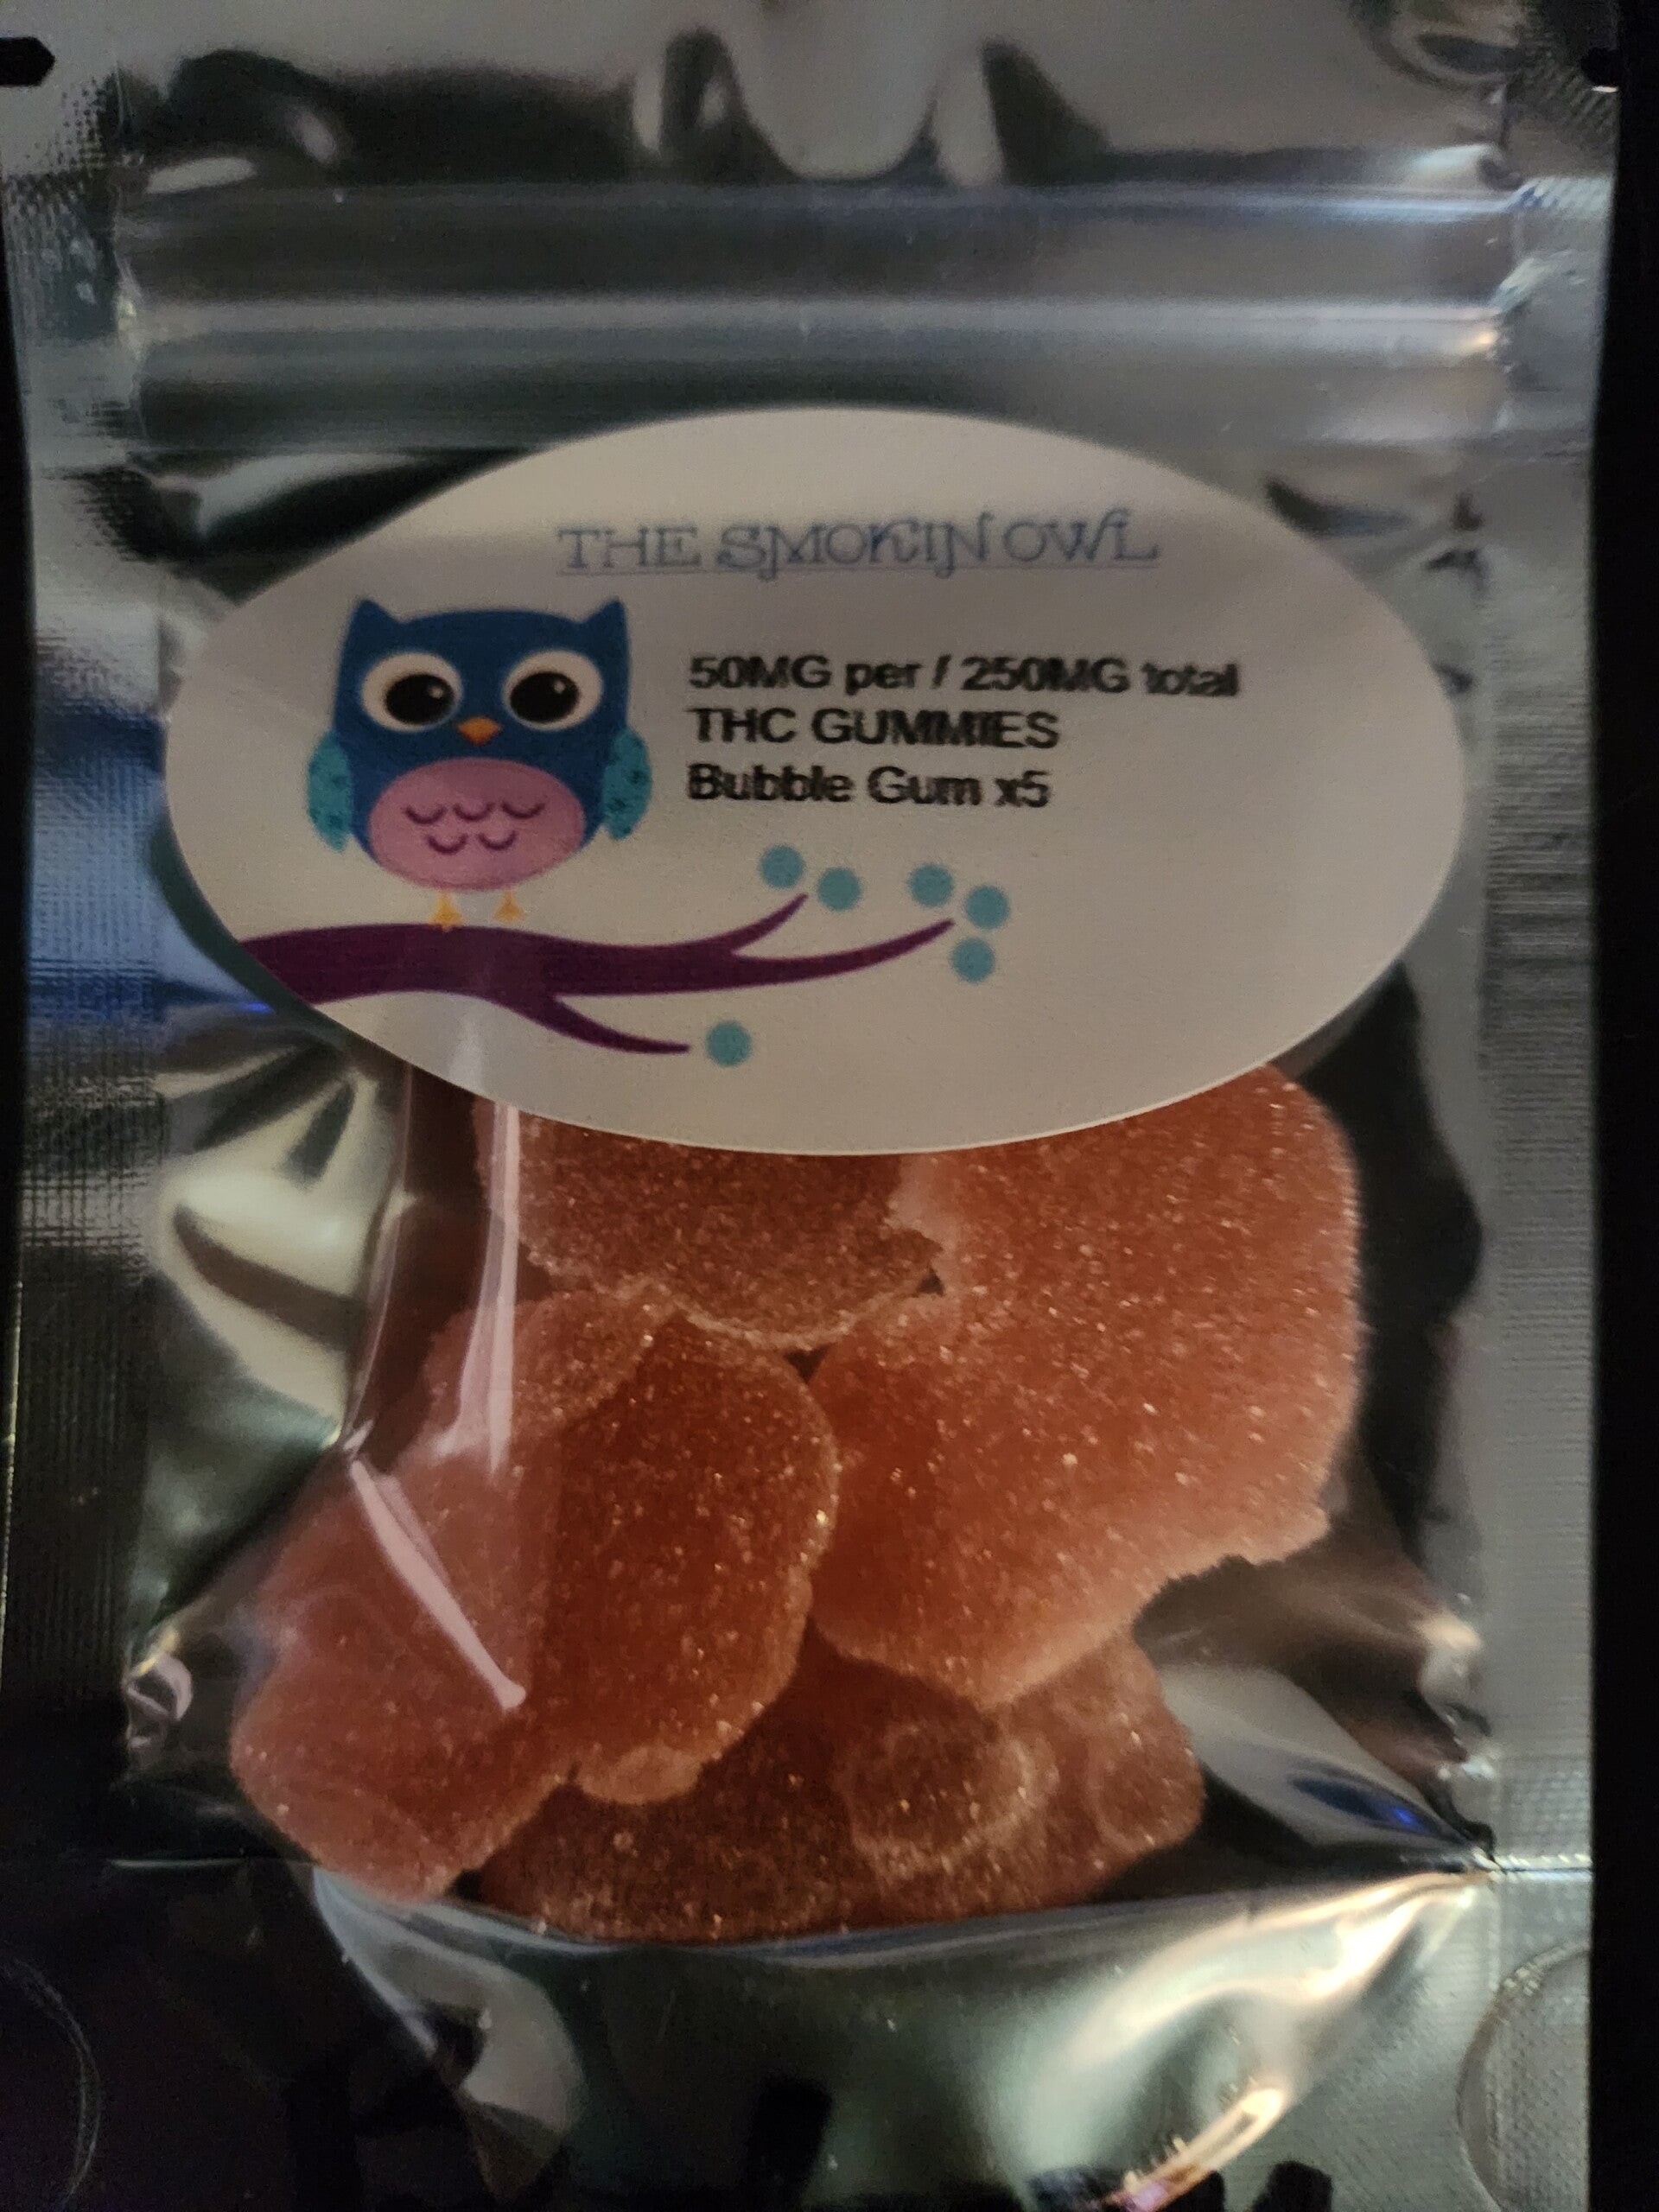 THE SMOKIN OWL
50MG per / 250MG total
THC GUMMIES
Bubble Gum x5